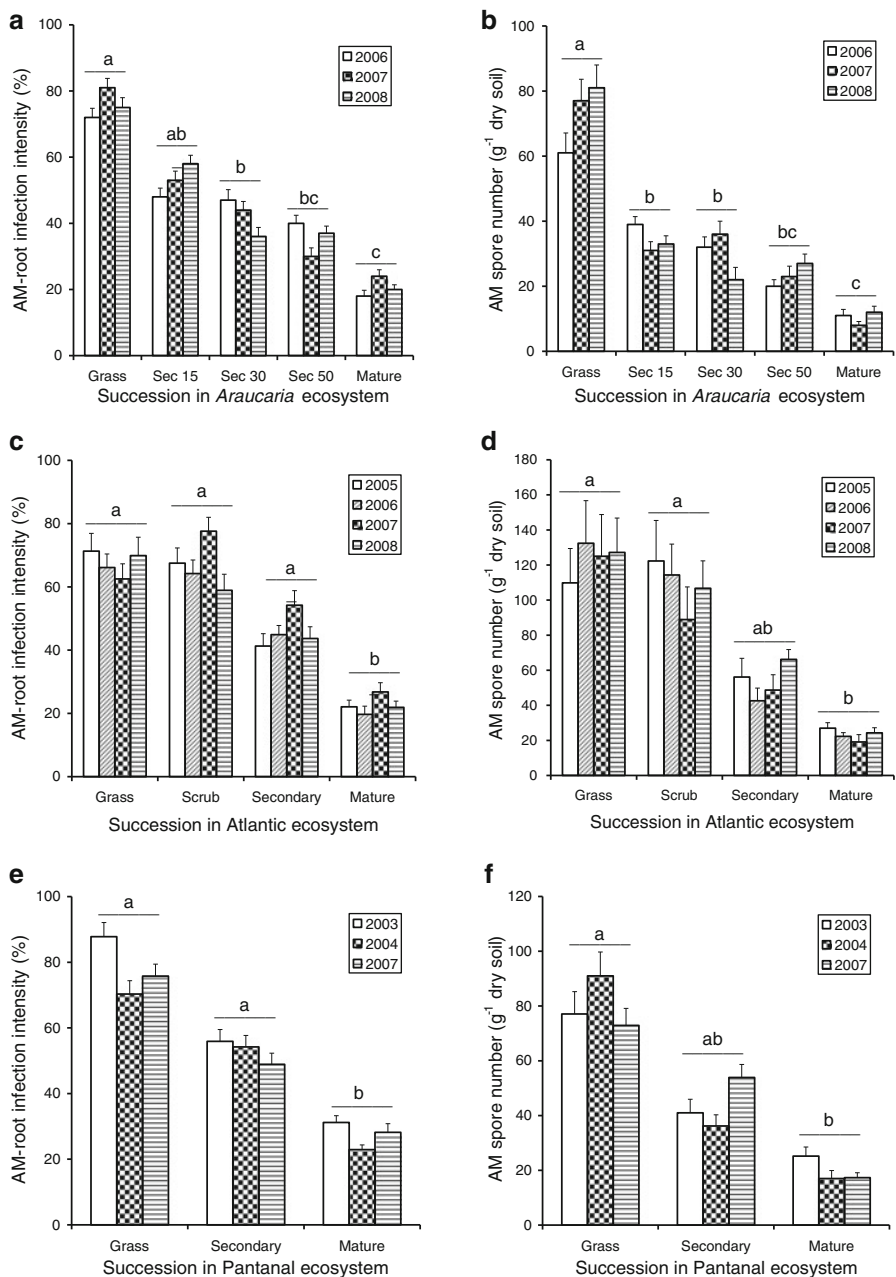 a
AM-root infection intensity (%)
100
80
60
40
20
0
a
ab
b
bc
c
2006
2007
2008
Grass Sec 15 Sec 30 Sec 50 Mature
Succession in Araucaria ecosystem
b
AM spore number (g⁻¹ dry soil)
100
80
60
40
20
0
a
b
b
bc
c
2006
2007
2008
Grass Sec 15 Sec 30 Sec 50 Mature
Succession in Araucaria ecosystem
c
AM-root infection intensity (%)
100
80
60
40
20
0
a
a
a
b
2005
2006
2007
2008
Grass Scrub Secondary Mature
Succession in Atlantic ecosystem
d
AM spore number (g⁻¹ dry soil)
180
160
140
120
100
80
60
40
20
0
a
a
ab
b
2005
2006
2007
2008
Grass Scrub Secondary Mature
Succession in Atlantic ecosystem
e
AM-root infection intensity (%)
100
80
60
40
20
0
a
a
b
2003
2004
2007
Grass Secondary Mature
Succession in Pantanal ecosystem
f
AM spore number (g⁻¹ dry soil)
120
100
80
60
40
20
0
a
ab
b
2003
2004
2007
Grass Secondary Mature
Succession in Pantanal ecosystem